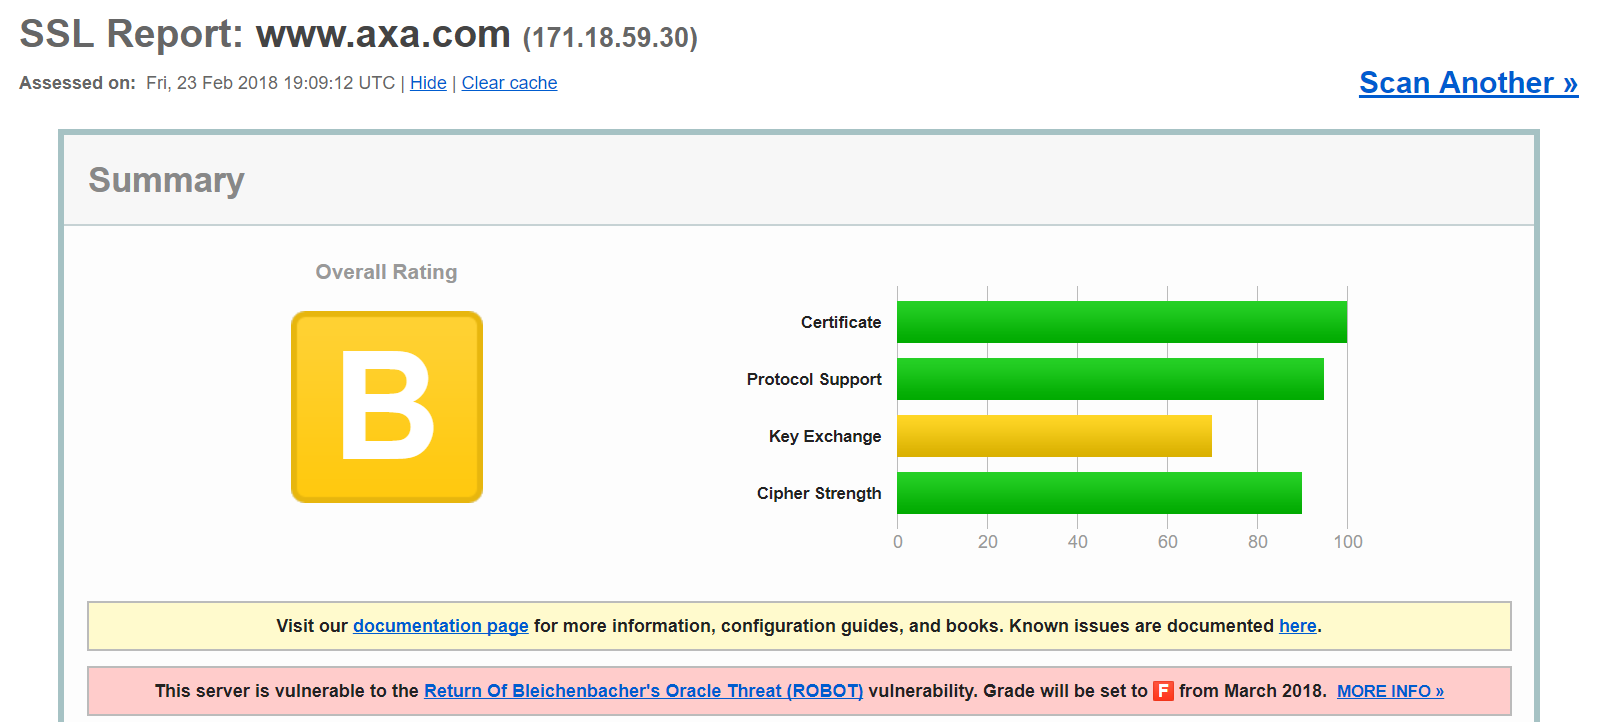 SSL Report: www.axa.com (171.18.59.30)
Assessed on: Fri, 23 Feb 2018 19:09:12 UTC | Hide | Clear cache
Scan Another »
Summary
Overall Rating
B
Certificate
Protocol Support
Key Exchange
Cipher Strength
0 20 40 60 80 100
Visit our documentation page for more information, configuration guides, and books. Known issues are documented here.
This server is vulnerable to the Return Of Bleichenbacher's Oracle Threat (ROBOT) vulnerability. Grade will be set to F from March 2018. MORE INFO »